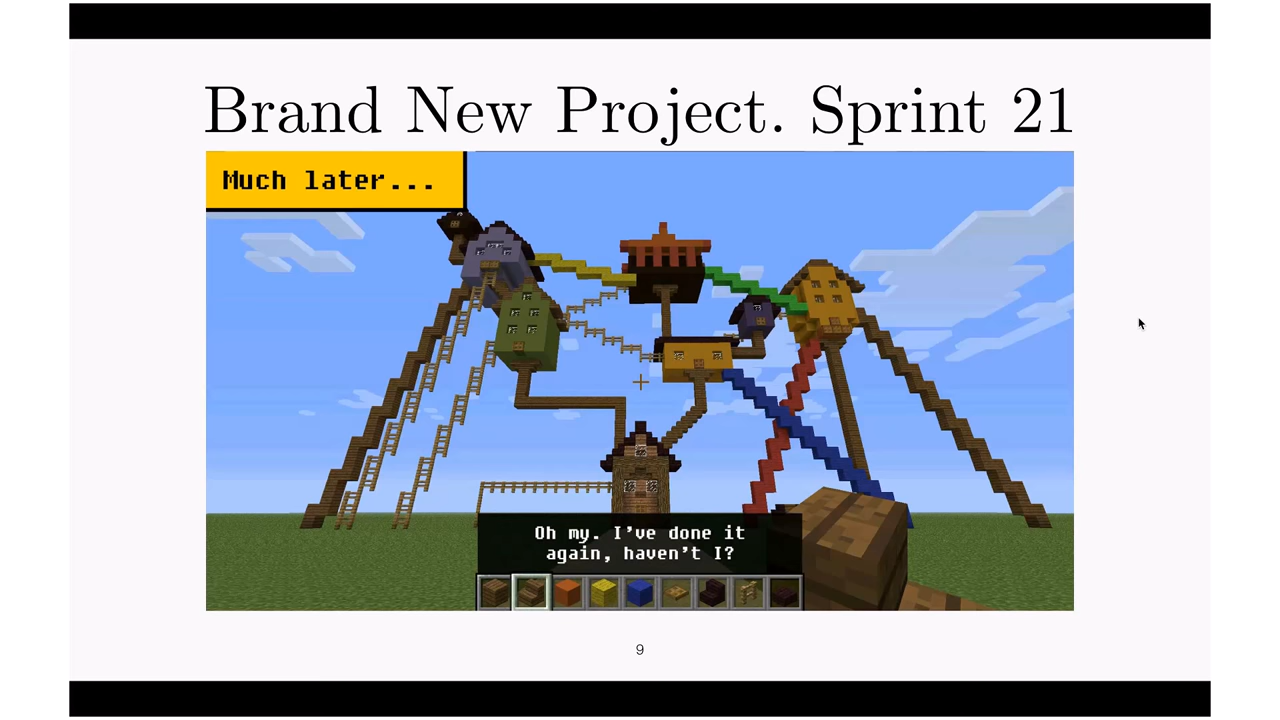 Brand New Project. Sprint 21
Much later...
Oh my. I've done it
again, haven't I?
9